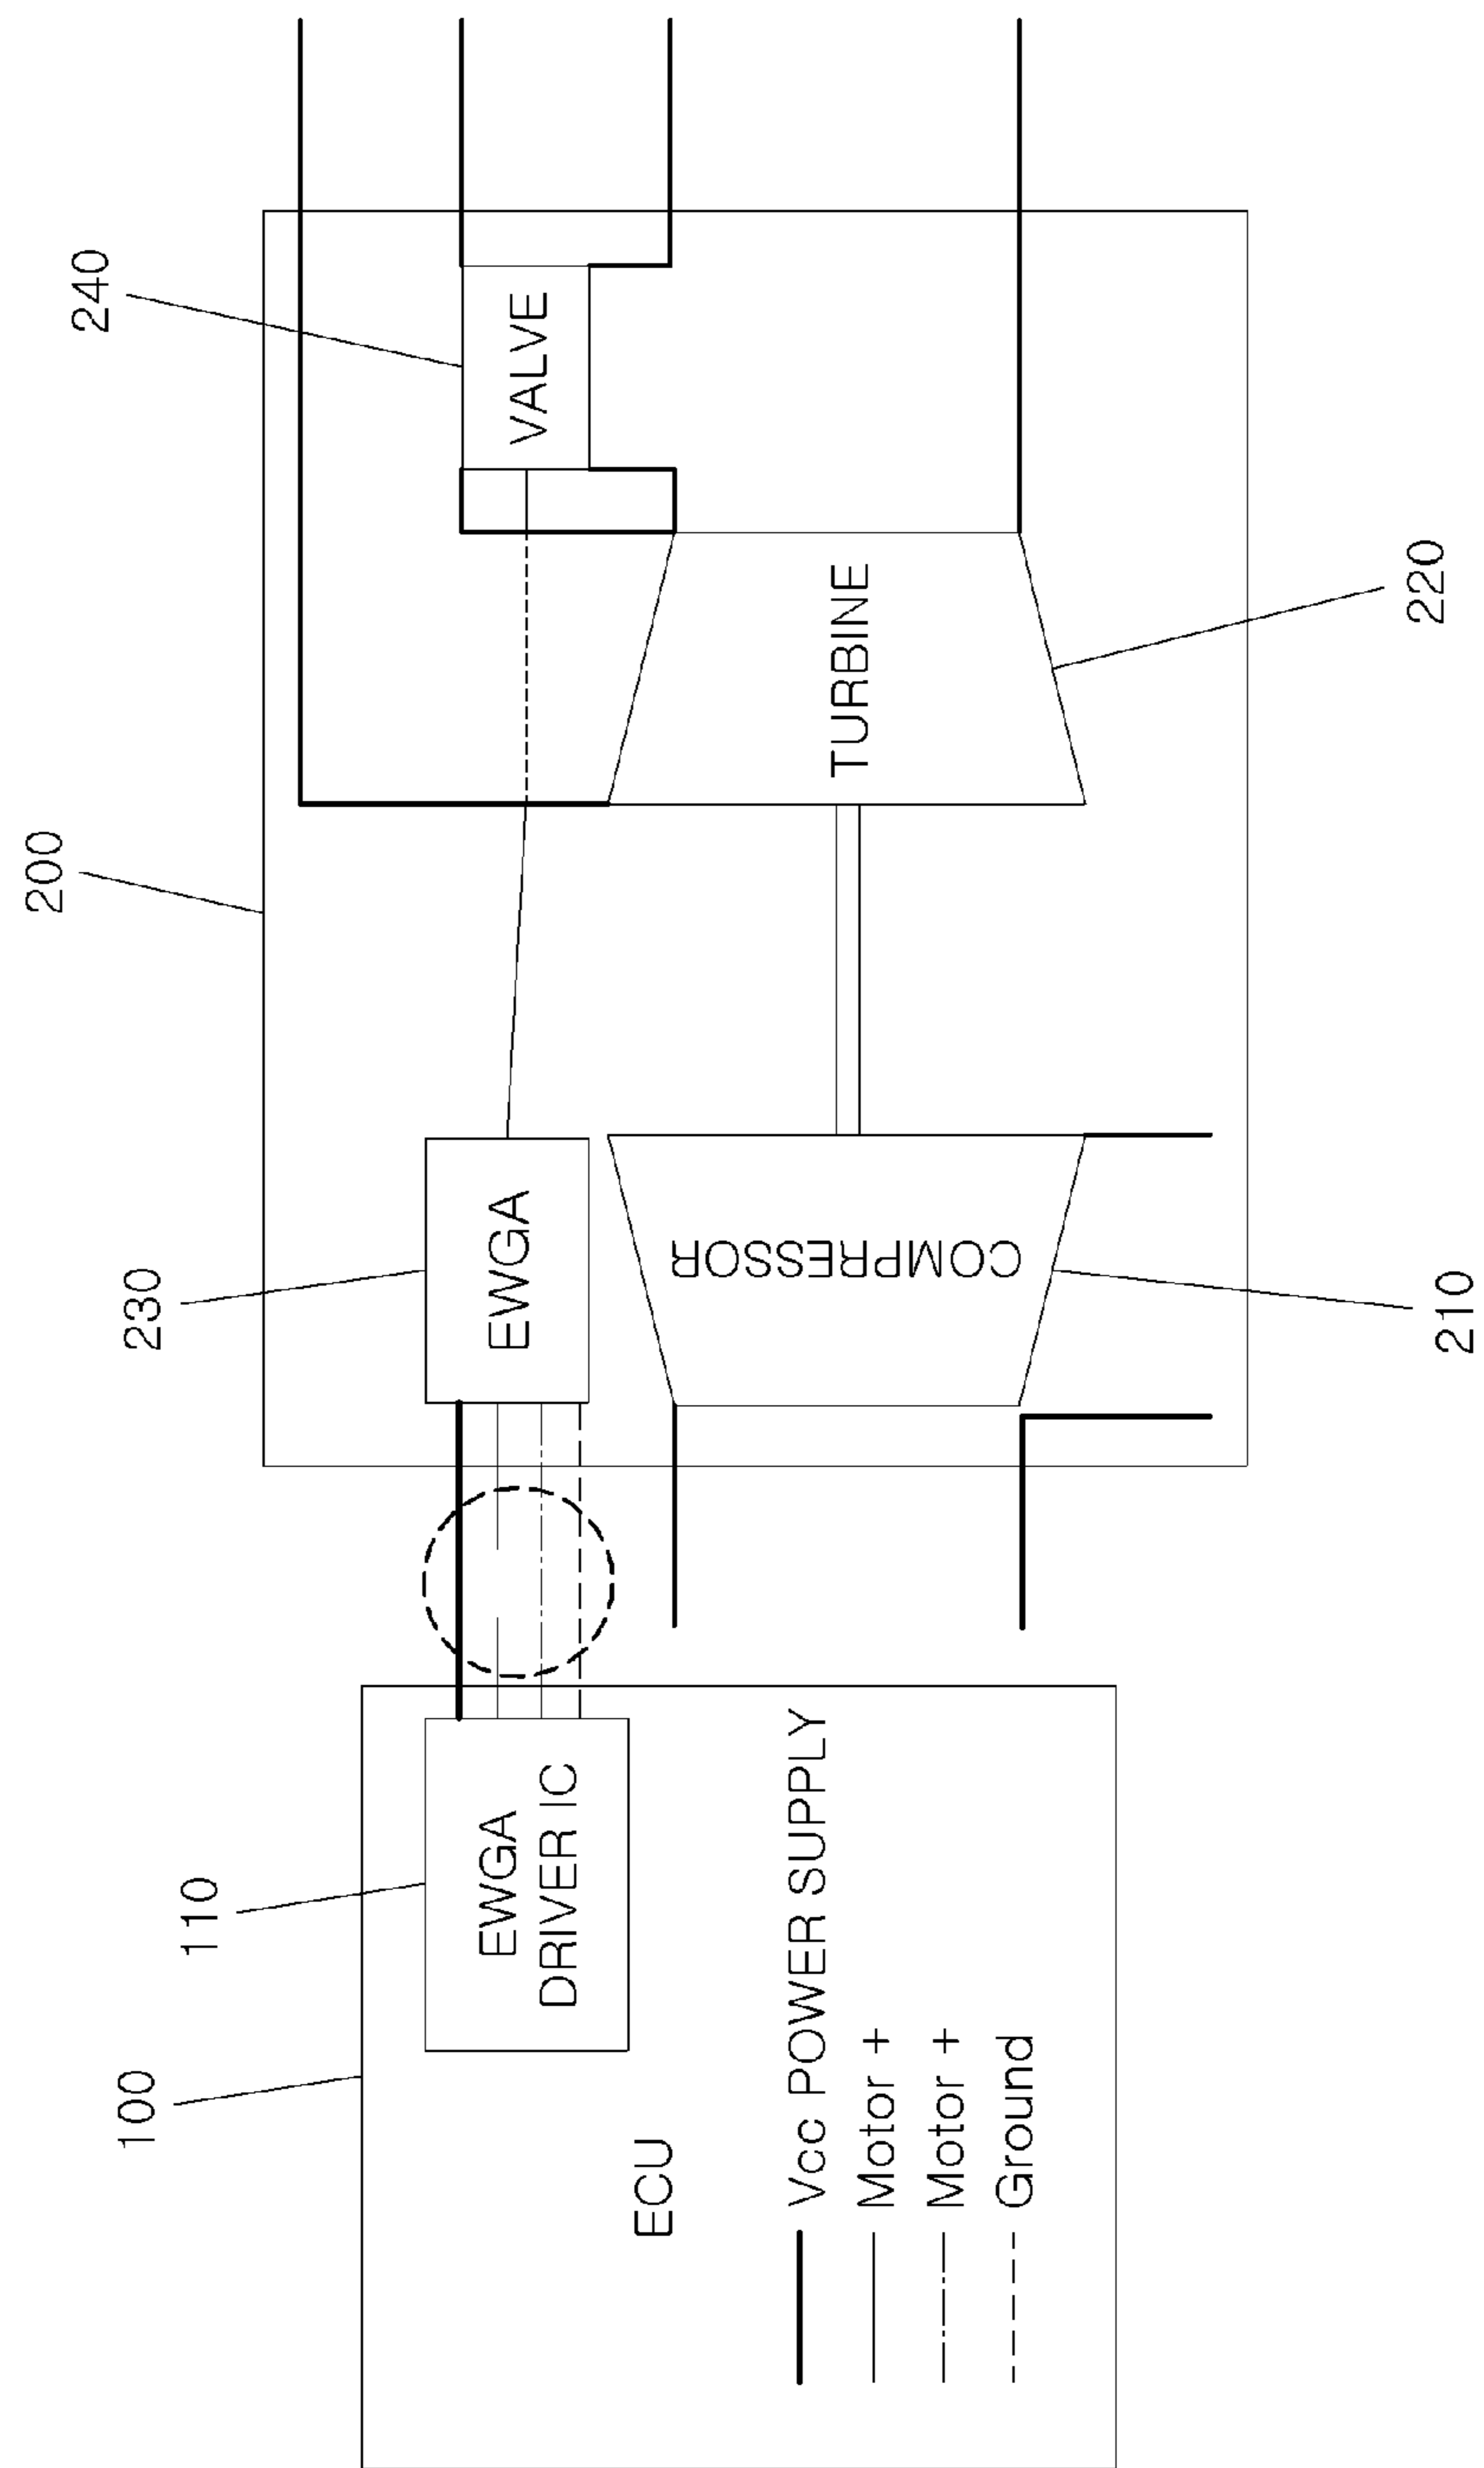 200
240
100
230
110
EWGA
DRIVER IC
EWGA
VALVE
ECU
COMPRESSOR
TURBINE
Vcc POWER SUPPLY
Motor +
Motor +
Ground
210
220